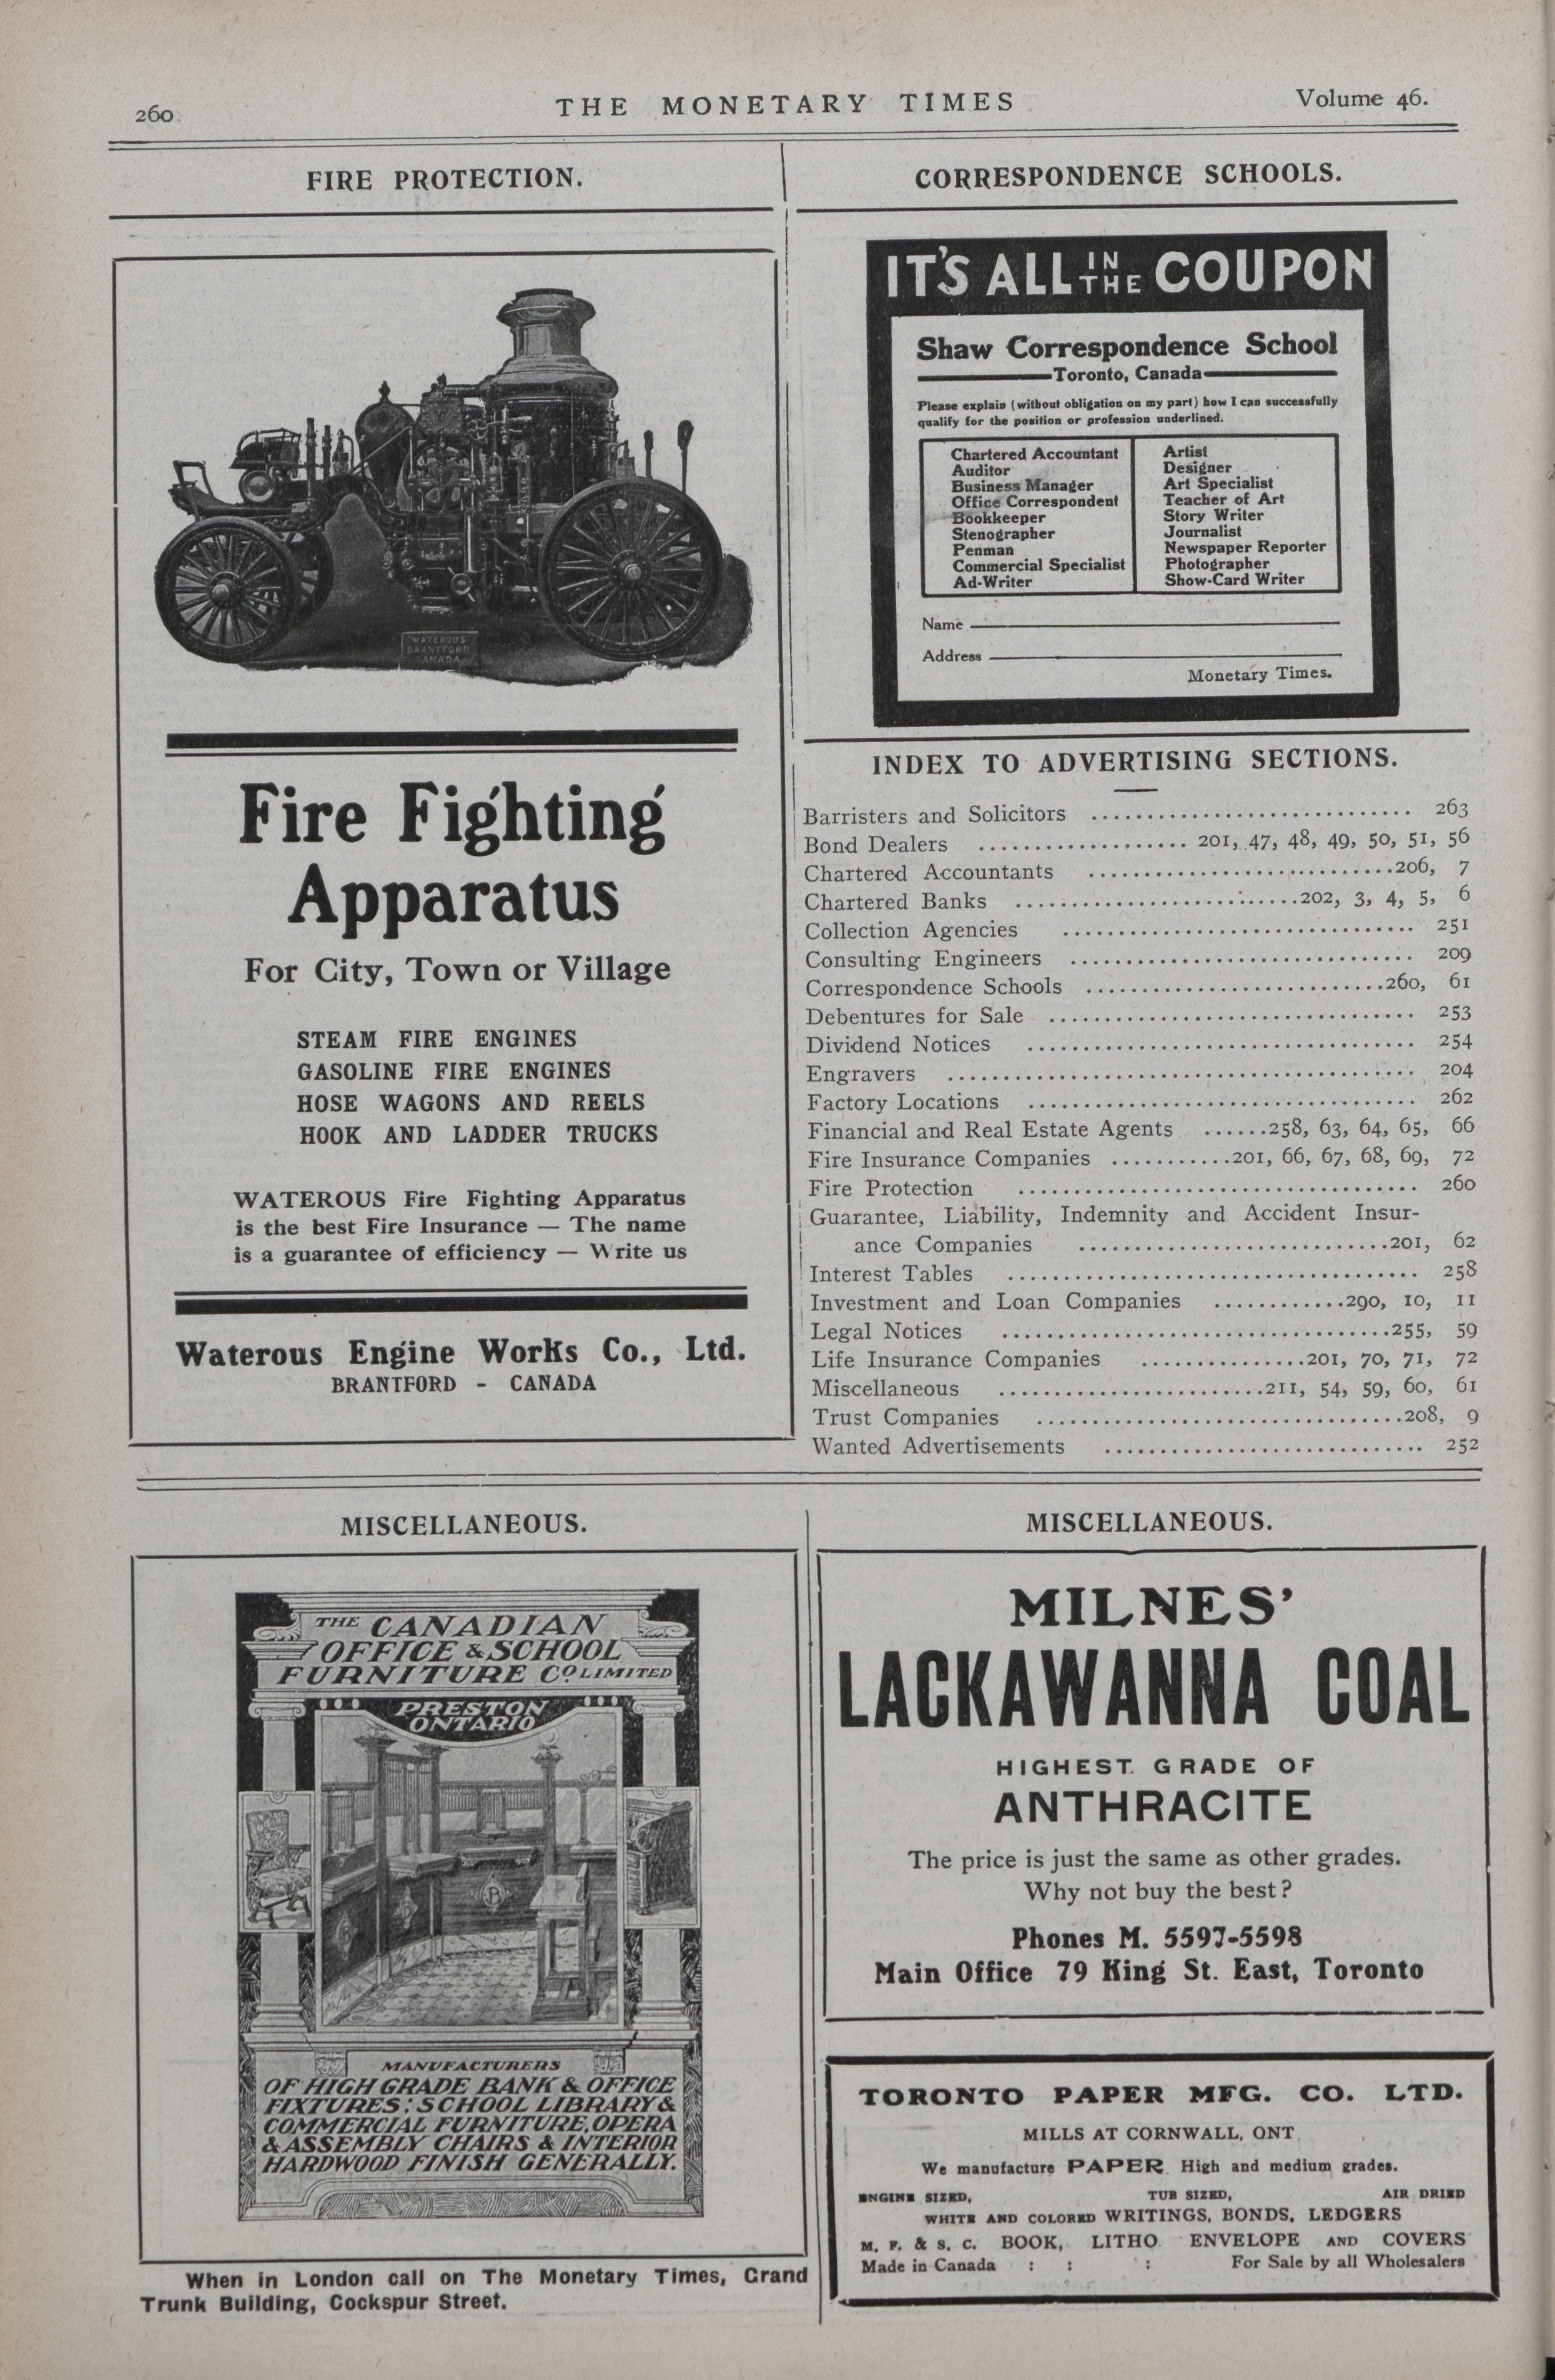 260
THE MONETARY TIMES
Volume 46.
FIRE PROTECTION.
WATEROUS
BRANTFORD
CANADA
Fire Fighting
Apparatus
For City, Town or Village
STEAM FIRE ENGINES
GASOLINE FIRE ENGINES
HOSE WAGONS AND REELS
HOOK AND LADDER TRUCKS
WATEROUS Fire Fighting Apparatus
is the best Fire Insurance — The name
is a guarantee of efficiency — Write us
Waterous Engine Works Co., Ltd.
BRANTFORD - CANADA
CORRESPONDENCE SCHOOLS.
IT'S ALL IN THE COUPON
Shaw Correspondence School
Toronto, Canada
Please explain (without obligation on my part) how I can successfully
qualify for the position or profession underlined.
Chartered Accountant
Auditor
Business Manager
Office Correspondent
Bookkeeper
Stenographer
Penman
Commercial Specialist
Ad-Writer
Artist
Designer
Art Specialist
Teacher of Art
Story Writer
Journalist
Newspaper Reporter
Photographer
Show-Card Writer
Name
Address
Monetary Times.
INDEX TO ADVERTISING SECTIONS.
Barristers and Solicitors ............................ 263
Bond Dealers ................... 201, 47, 48, 49, 50, 51, 56
Chartered Accountants ...........................206, 7
Chartered Banks .........................202, 3, 4, 5, 6
Collection Agencies ................................ 251
Consulting Engineers ............................... 209
Correspondence Schools ...........................260, 61
Debentures for Sale ................................. 253
Dividend Notices ................................... 254
Engravers .......................................... 204
Factory Locations ................................... 262
Financial and Real Estate Agents ......258, 63, 64, 65, 66
Fire Insurance Companies ...........201, 66, 67, 68, 69, 72
Fire Protection .................................... 260
Guarantee, Liability, Indemnity and Accident Insur-
ance Companies ............................201, 62
Interest Tables ..................................... 258
Investment and Loan Companies ............290, 10, 11
Legal Notices ...................................255, 59
Life Insurance Companies ...............201, 70, 71, 72
Miscellaneous ........................211, 54, 59, 60, 61
Trust Companies .................................208, 9
Wanted Advertisements ............................. 252
MISCELLANEOUS.
THE CANADIAN
OFFICE & SCHOOL
FURNITURE CO. LIMITED
PRESTON
ONTARIO
B
B
B
MANUFACTURERS
OF HIGH GRADE BANK & OFFICE
FIXTURES: SCHOOL LIBRARY &
COMMERCIAL FURNITURE, OPERA
& ASSEMBLY CHAIRS & INTERIOR
HARDWOOD FINISH GENERALLY.
When in London call on The Monetary Times, Grand
Trunk Building, Cockspur Street.
MISCELLANEOUS.
MILNES'
LACKAWANNA COAL
HIGHEST GRADE OF
ANTHRACITE
The price is just the same as other grades.
Why not buy the best?
Phones M. 5597-5598
Main Office 79 King St. East, Toronto
TORONTO PAPER MFG. CO. LTD.
MILLS AT CORNWALL, ONT
We manufacture PAPER High and medium grades.
ENGINE SIZED, TUB SIZED, AIR DRIED
WHITE AND COLORED WRITINGS, BONDS, LEDGERS
M. F. & S. C. BOOK, LITHO ENVELOPE AND COVERS
Made in Canada : : : For Sale by all Wholesalers